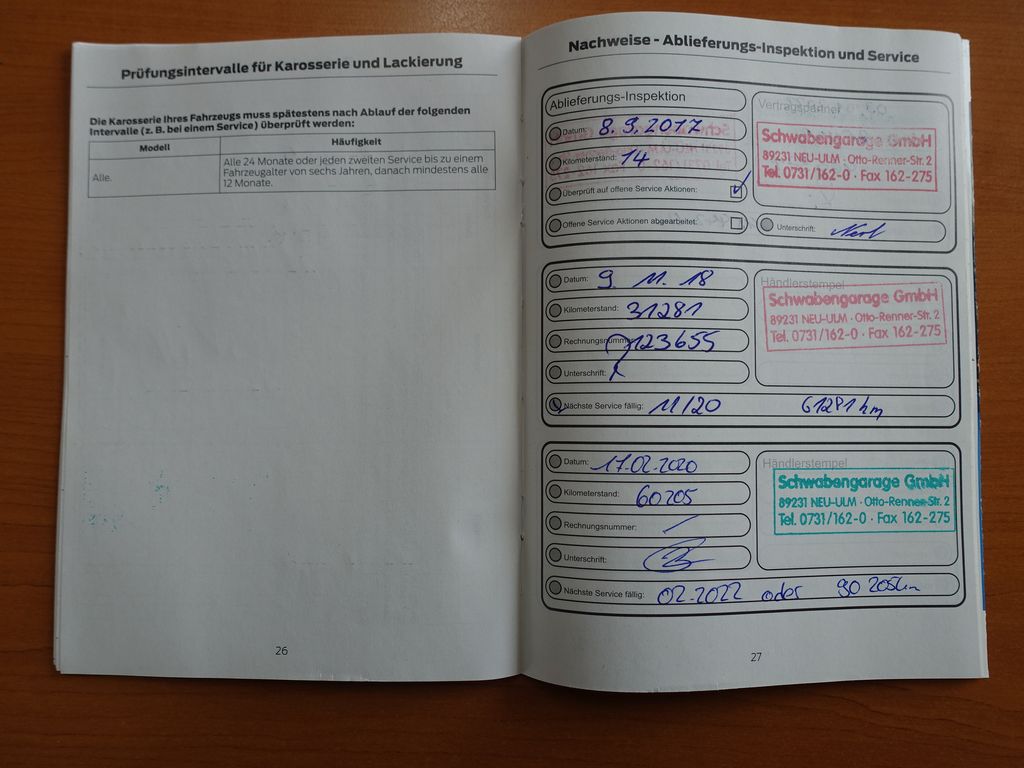 Prüfungsintervalle für Karosserie und Lackierung
Die Karosserie Ihres Fahrzeugs muss spätestens nach Ablauf der folgenden
Intervalle (z. B. bei einem Service) überprüft werden:
Modell Häufigkeit
Alle. Alle 24 Monate oder jeden zweiten Service bis zu einem
Fahrzeugalter von sechs Jahren, danach mindestens alle
12 Monate.
26
Nachweise - Ablieferungs-Inspektion und Service
Ablieferungs-Inspektion
Datum: 8.9.2017
Kilometerstand: 14
Überprüft auf offene Service Aktionen:
Offene Service Aktionen abgearbeitet:
Vertragspartner
Schwabengarage GmbH
89231 NEU-ULM · Otto-Renner-Str. 2
Tel. 0731/162-0 · Fax 162-275
Unterschrift:
Datum: 9. 11. 18
Kilometerstand: 31281
Rechnungsnummer: 7123655
Unterschrift:
Händlerstempel
Schwabengarage GmbH
89231 NEU-ULM · Otto-Renner-Str. 2
Tel. 0731/162-0 · Fax 162-275
Nächste Service fällig: 11/20 61281 km
Datum: 17.02.2020
Kilometerstand: 60205
Rechnungsnummer: /
Unterschrift:
Händlerstempel
Schwabengarage GmbH
89231 NEU-ULM · Otto-Renner-Str. 2
Tel. 0731/162-0 · Fax 162-275
Nächste Service fällig: 02.2022 oder 90 205km
27